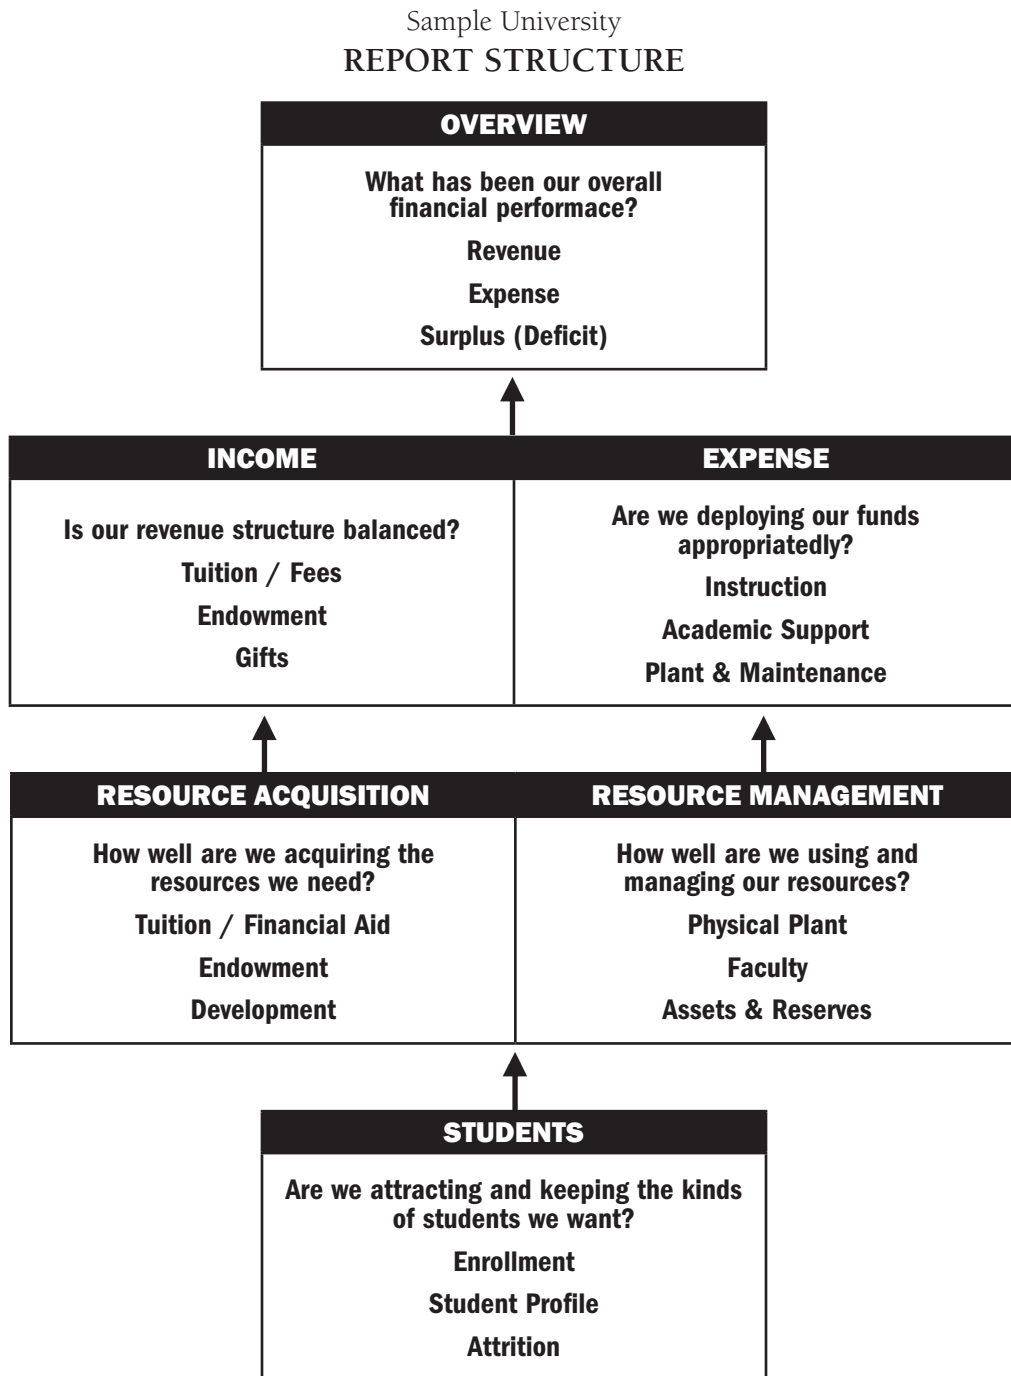 Sample University
REPORT STRUCTURE
OVERVIEW
What has been our overall
financial performace?
Revenue
Expense
Surplus (Deficit)
INCOME
Is our revenue structure balanced?
Tuition / Fees
Endowment
Gifts
EXPENSE
Are we deploying our funds
appropriatedly?
Instruction
Academic Support
Plant & Maintenance
RESOURCE ACQUISITION
How well are we acquiring the
resources we need?
Tuition / Financial Aid
Endowment
Development
RESOURCE MANAGEMENT
How well are we using and
managing our resources?
Physical Plant
Faculty
Assets & Reserves
STUDENTS
Are we attracting and keeping the kinds
of students we want?
Enrollment
Student Profile
Attrition